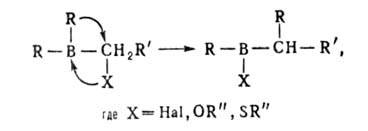 R R
R—B—CH₂R′ ⟶ R—B—CH—R′,
X X
где X = Hal, OR″, SR″